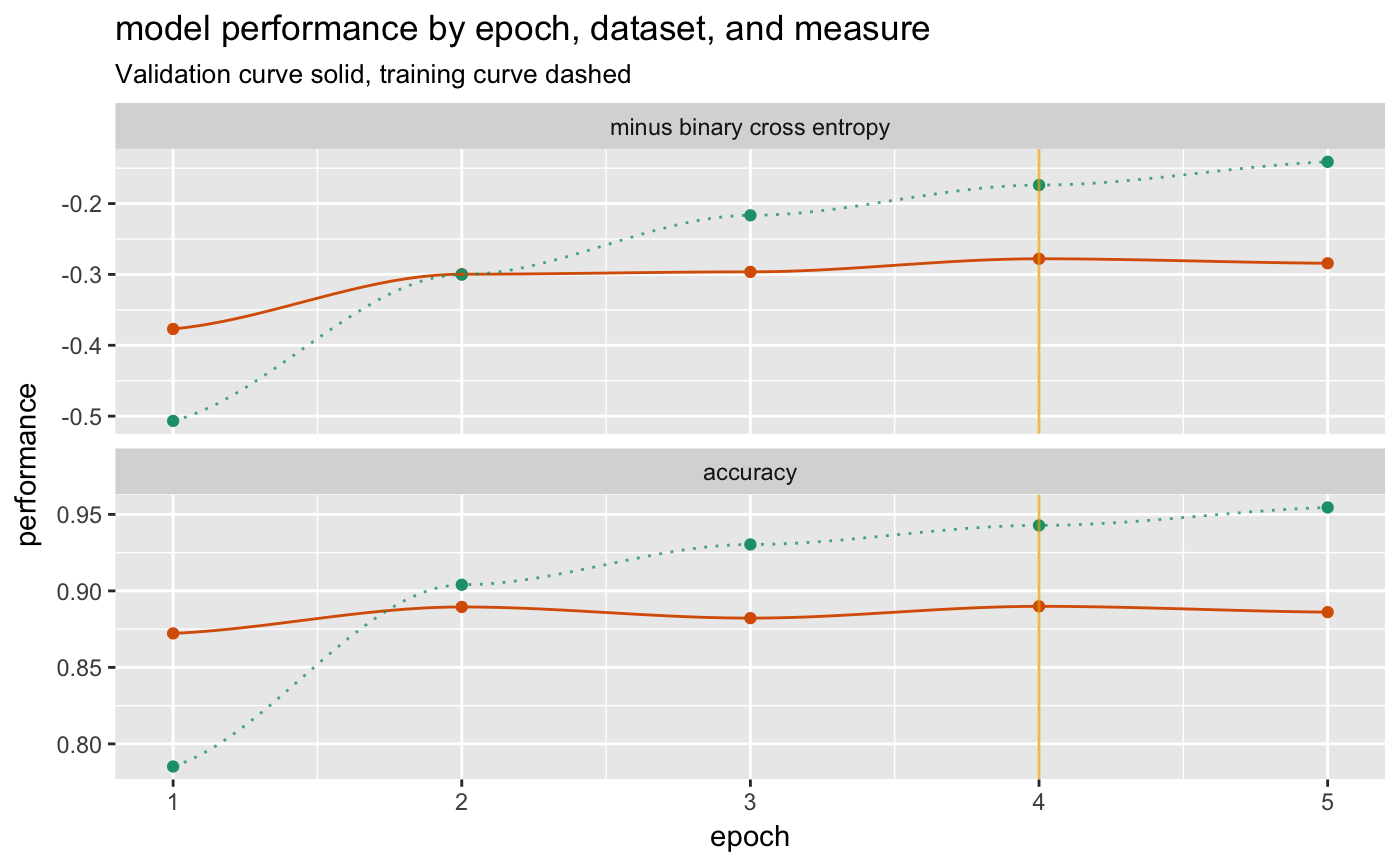 model performance by epoch, dataset, and measure
Validation curve solid, training curve dashed
minus binary cross entropy
-0.2
-0.3
-0.4
-0.5
performance
accuracy
0.95
0.90
0.85
0.80
1 2 3 4 5
epoch